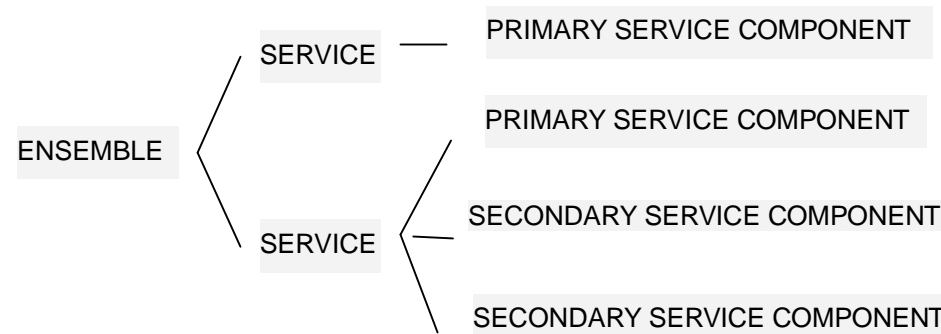 PRIMARY SERVICE COMPONENT
SERVICE
PRIMARY SERVICE COMPONENT
ENSEMBLE
SECONDARY SERVICE COMPONENT
SERVICE
SECONDARY SERVICE COMPONENT